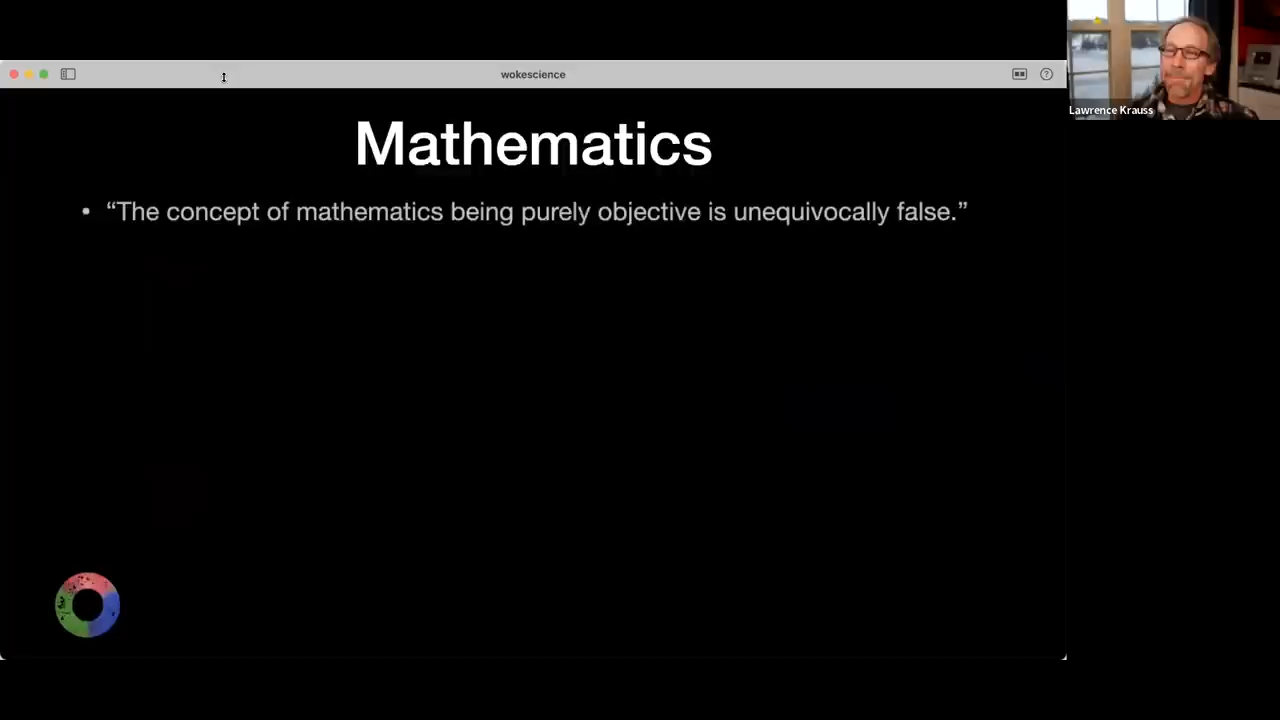 wokescience
Lawrence Krauss
Mathematics
• “The concept of mathematics being purely objective is unequivocally false.”